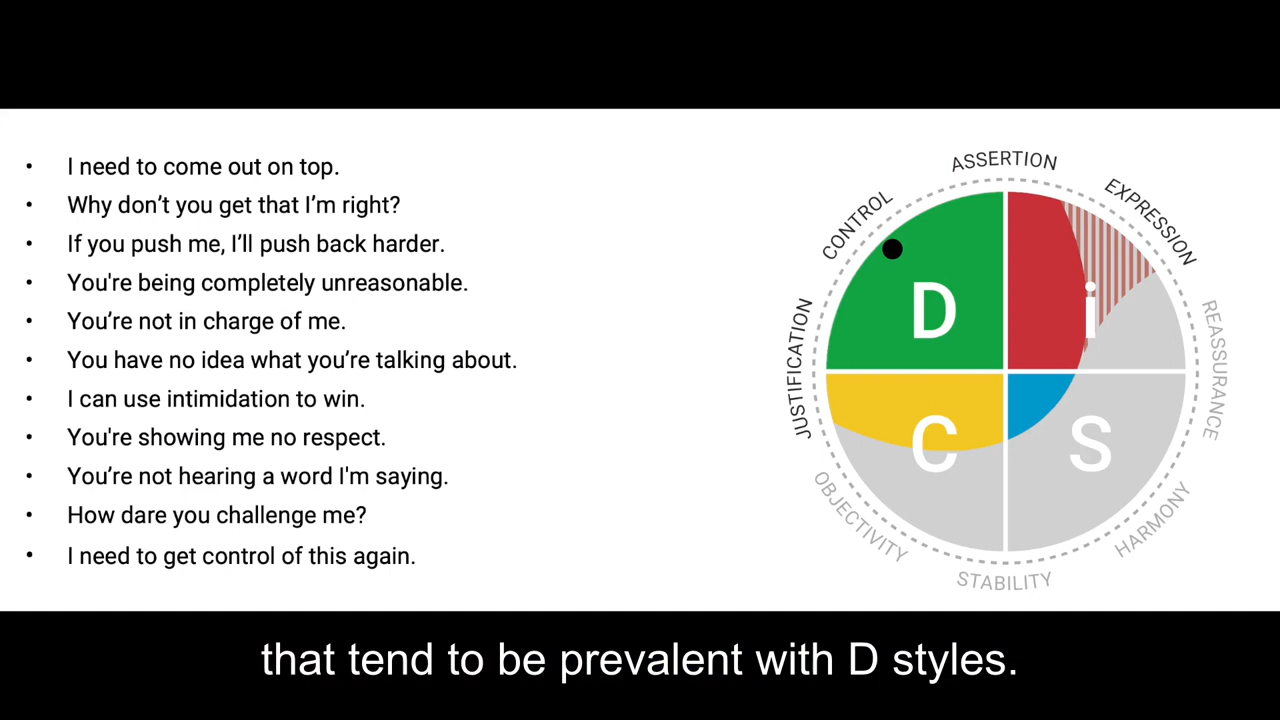 • I need to come out on top.
• Why don’t you get that I’m right?
• If you push me, I’ll push back harder.
• You're being completely unreasonable.
• You’re not in charge of me.
• You have no idea what you’re talking about.
• I can use intimidation to win.
• You're showing me no respect.
• You’re not hearing a word I'm saying.
• How dare you challenge me?
• I need to get control of this again.
ASSERTION
EXPRESSION
CONTROL
REASSURANCE
JUSTIFICATION
D
i
C
S
OBJECTIVITY
HARMONY
STABILITY
that tend to be prevalent with D styles.